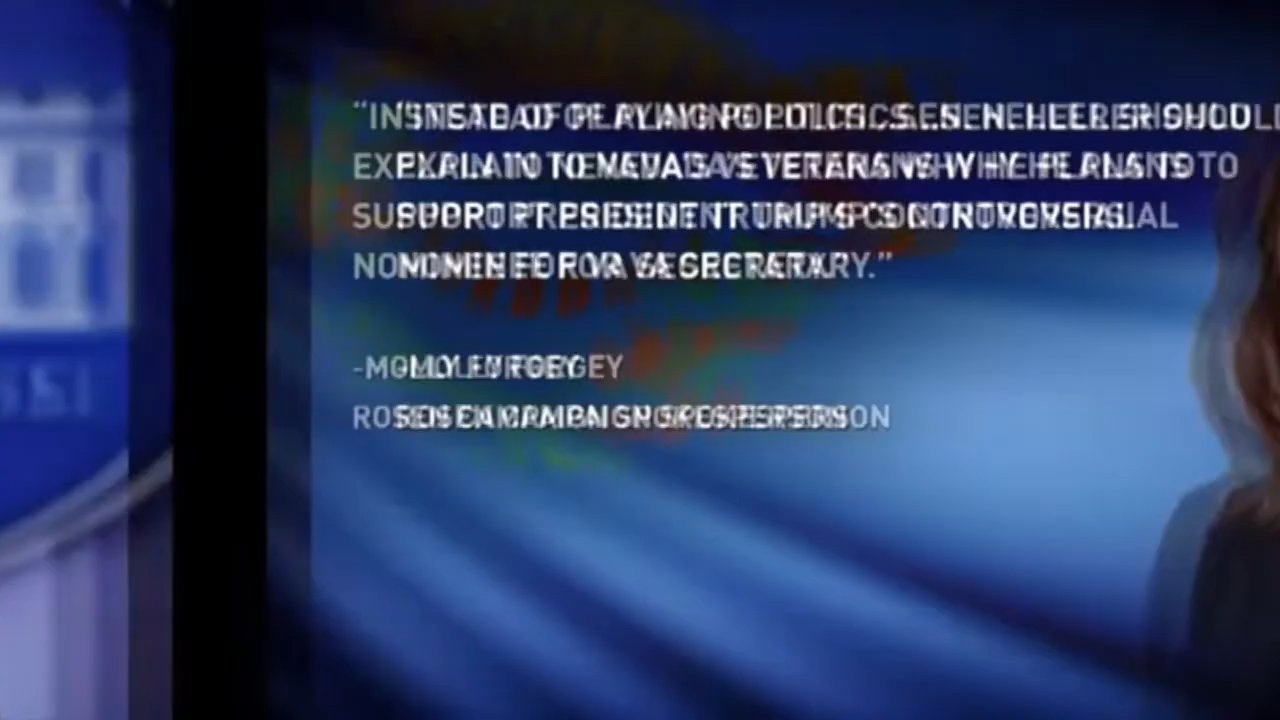 “INSTEAD OF PLAYING POLITICS...SEN. HELLER SHOULD
EXPLAIN TO NEVADA'S VETERANS WHY HE PLANS TO
SUPPORT PRESIDENT TRUMP'S CONTROVERSIAL
NOMINEE FOR VA SECRETARY.”
-MOLLY FORGEY
ROSEN CAMPAIGN SPOKESPERSON